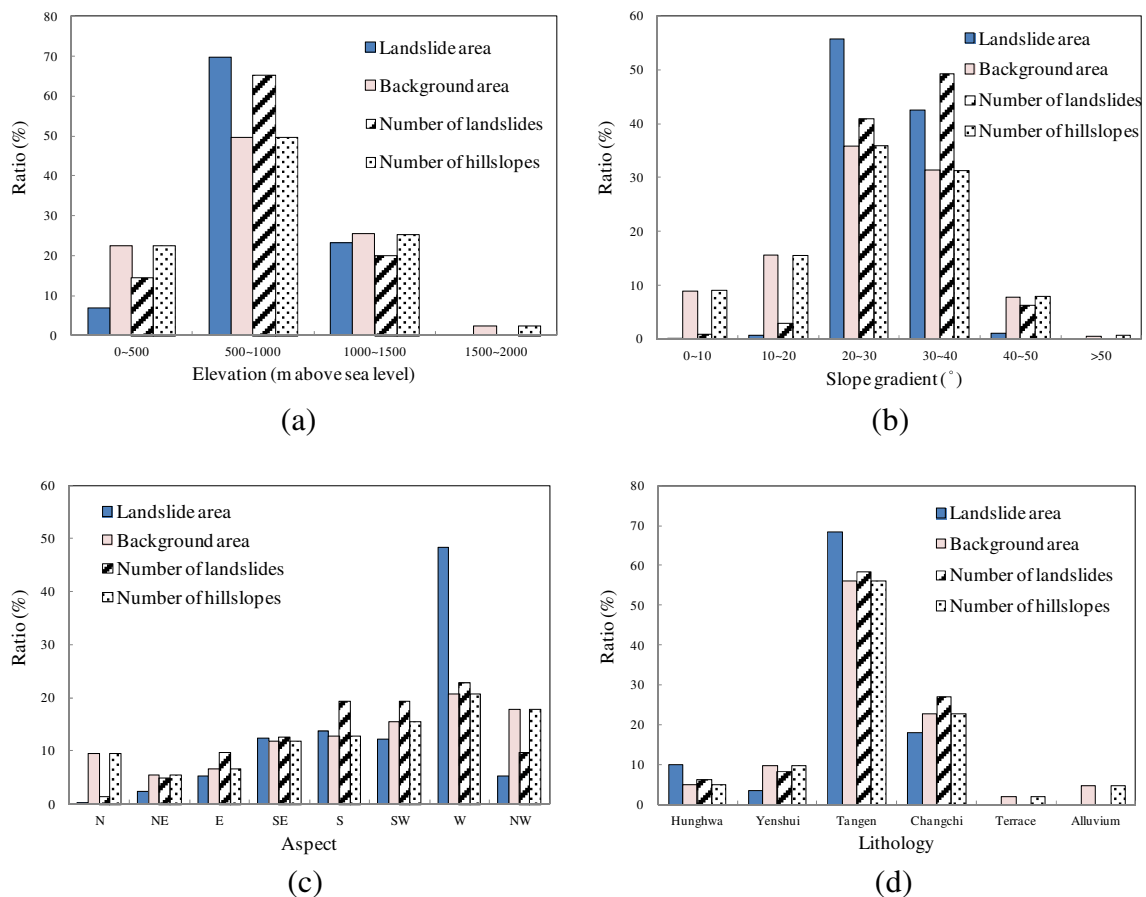 80
70
60
50
40
30
20
10
0
Ratio (%)
Landslide area
Background area
Number of landslides
Number of hillslopes
0~500
500~1000
1000~1500
1500~2000
Elevation (m above sea level)
(a)
60
50
40
30
20
10
0
Ratio (%)
Landslide area
Background area
Number of landslides
Number of hillslopes
0~10
10~20
20~30
30~40
40~50
>50
Slope gradient (°)
(b)
60
50
40
30
20
10
0
Ratio (%)
Landslide area
Background area
Number of landslides
Number of hillslopes
N
NE
E
SE
S
SW
W
NW
Aspect
(c)
80
70
60
50
40
30
20
10
0
Ratio (%)
Landslide area
Background area
Number of landslides
Number of hillslopes
Hunghwa
Yenshui
Tangen
Changchi
Terrace
Alluvium
Lithology
(d)